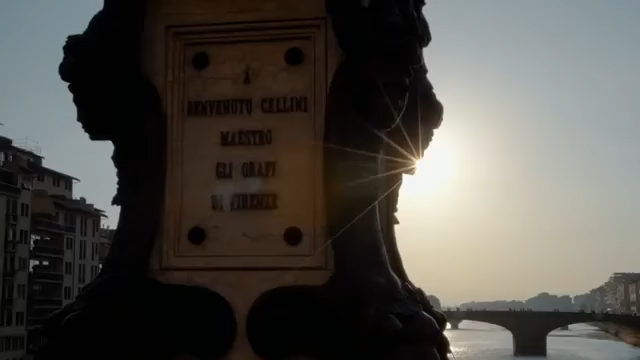 A
BENVENUTO CELLINI
MAESTRO
GLI ORAFI
DI FIRENZE